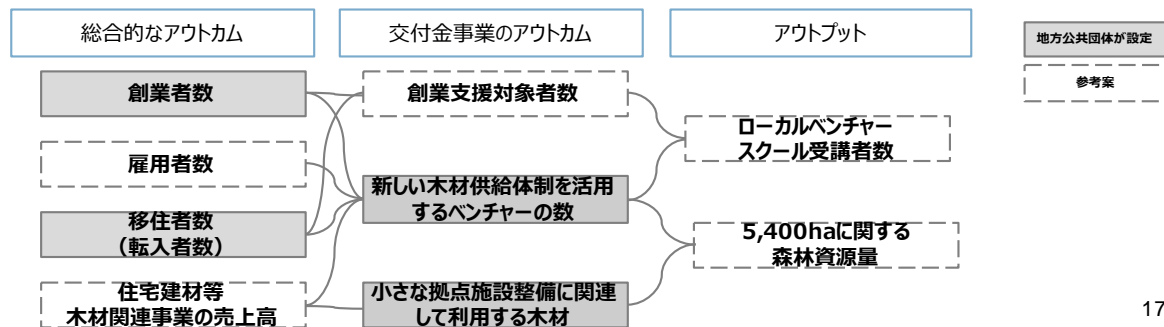 総合的なアウトカム
交付金事業のアウトカム
アウトプット
地方公共団体が設定
参考案
創業者数
雇用者数
移住者数
（転入者数）
住宅建材等
木材関連事業の売上高
創業支援対象者数
新しい木材供給体制を活用
するベンチャーの数
小さな拠点施設整備に関連
して利用する木材
ローカルベンチャー
スクール受講者数
5,400haに関する
森林資源量
17